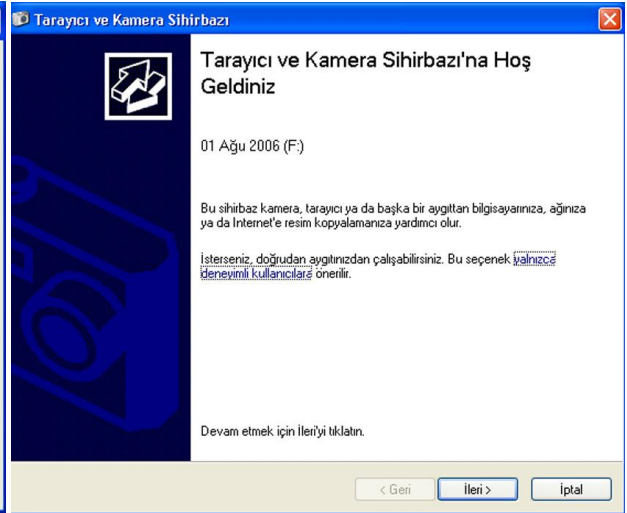 Tarayıcı ve Kamera Sihirbazı
Tarayıcı ve Kamera Sihirbazı'na Hoş
Geldiniz
01 Ağu 2006 (F:)
Bu sihirbaz kamera, tarayıcı ya da başka bir aygıttan bilgisayarınıza, ağınıza
ya da Internet'e resim kopyalamanıza yardımcı olur.
İsterseniz, doğrudan aygıtınızdan çalışabilirsiniz. Bu seçenek yalnızca
deneyimli kullanıcılara önerilir.
Devam etmek için İleri'yi tıklatın.
< Geri İleri > İptal